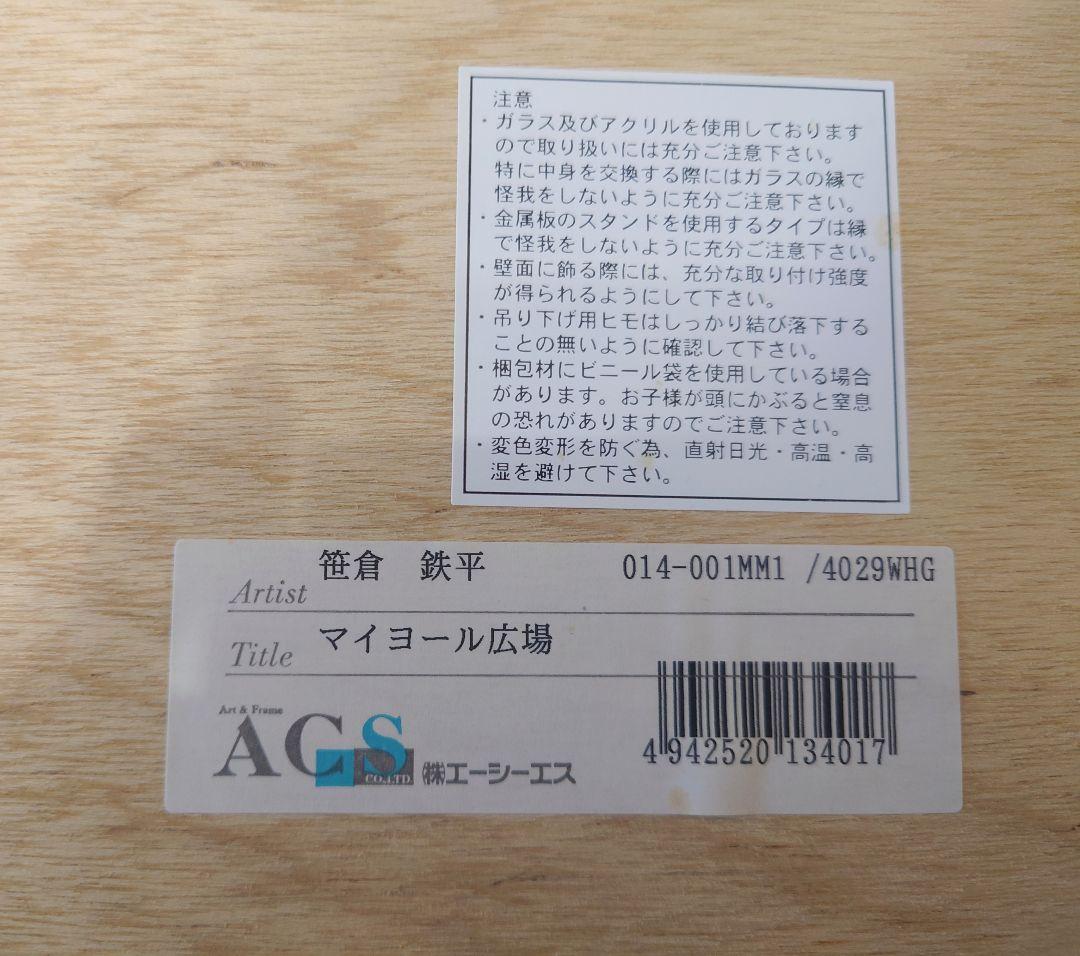 注意
・ガラス及びアクリルを使用しております
ので取り扱いには充分ご注意下さい。
特に中身を交換する際にはガラスの縁で
怪我をしないように充分ご注意下さい。
・金属板のスタンドを使用するタイプは縁
で怪我をしないように充分ご注意下さい。
・壁面に飾る際には、充分な取り付け強度
が得られるようにして下さい。
・吊り下げ用ヒモはしっかり結び落下する
ことの無いように確認して下さい。
・梱包材にビニール袋を使用している場合
があります。お子様が頭にかぶると窒息
の恐れがありますのでご注意下さい。
・変色変形を防ぐ為、直射日光・高温・高
湿を避けて下さい。
Artist 笹倉 鉄平 014-001MM1 /4029WHG
Title マイヨール広場
Art & Frame
ACS CO.,LTD. ㈱エーシーエス
4 942520 134017